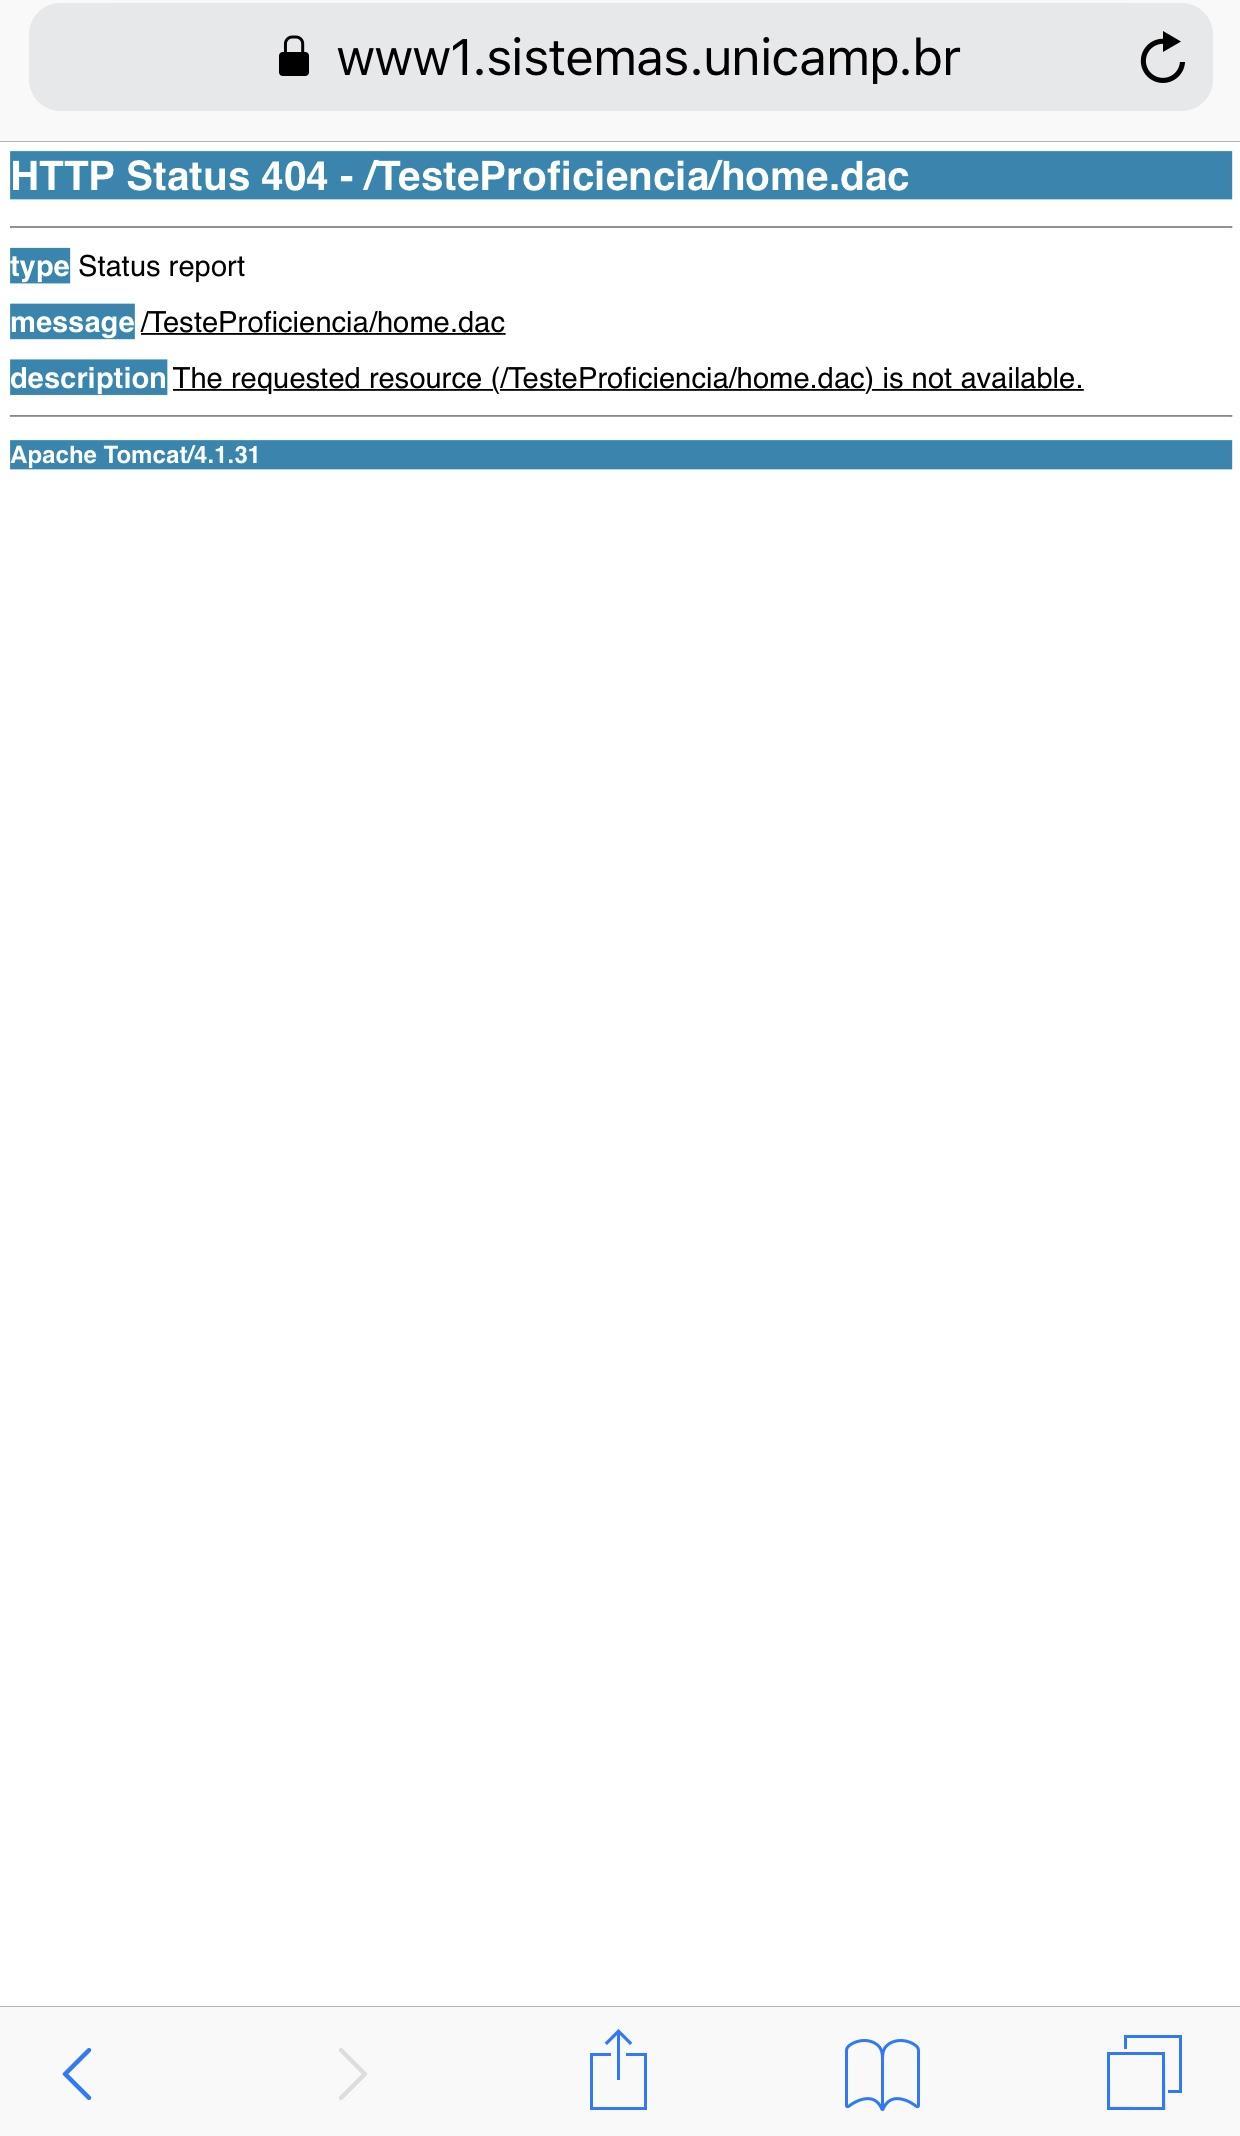 www1.sistemas.unicamp.br
HTTP Status 404 - /TesteProficiencia/home.dac
type Status report
message /TesteProficiencia/home.dac
description The requested resource (/TesteProficiencia/home.dac) is not available.
Apache Tomcat/4.1.31